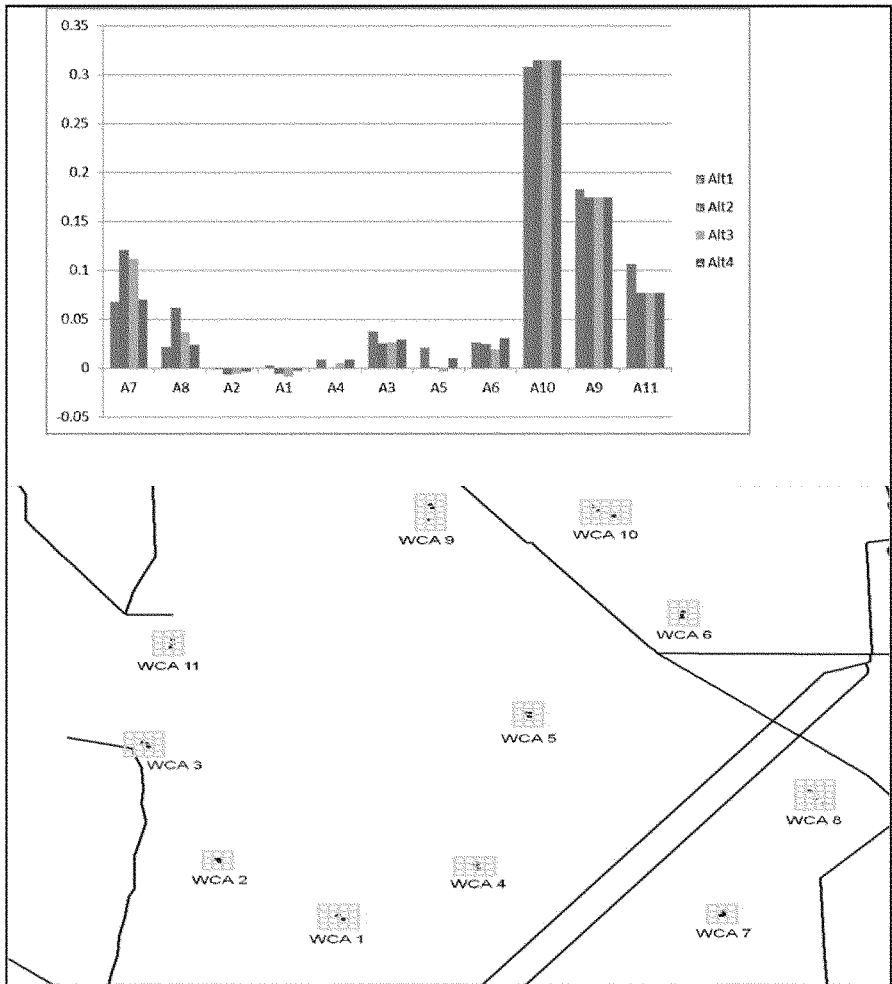 0.35
0.3
0.25
0.2
0.15
0.1
0.05
0
-0.05
A7 A8 A2 A1 A4 A3 A5 A6 A10 A9 A11
Alt1
Alt2
Alt3
Alt4
WCA 9
WCA 10
WCA 6
WCA 11
WCA 5
WCA 3
WCA 8
WCA 2
WCA 4
WCA 1
WCA 7